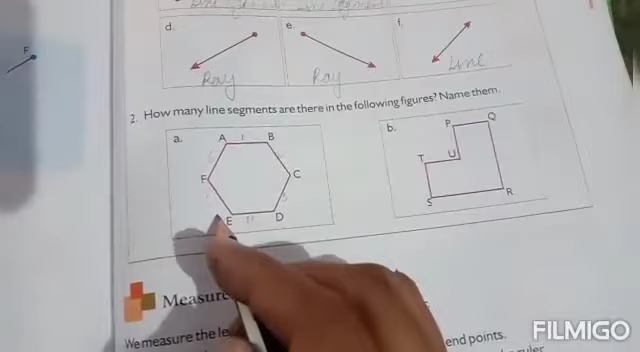 d.
e.
f.
F
Ray
Ray
Line
2. How many line segments are there in the following figures? Name them.
a.
b.
A
B
C
D
E
F
P
Q
R
S
T
U
Measure
We measure the le
end points.
ruler
FILMIGO